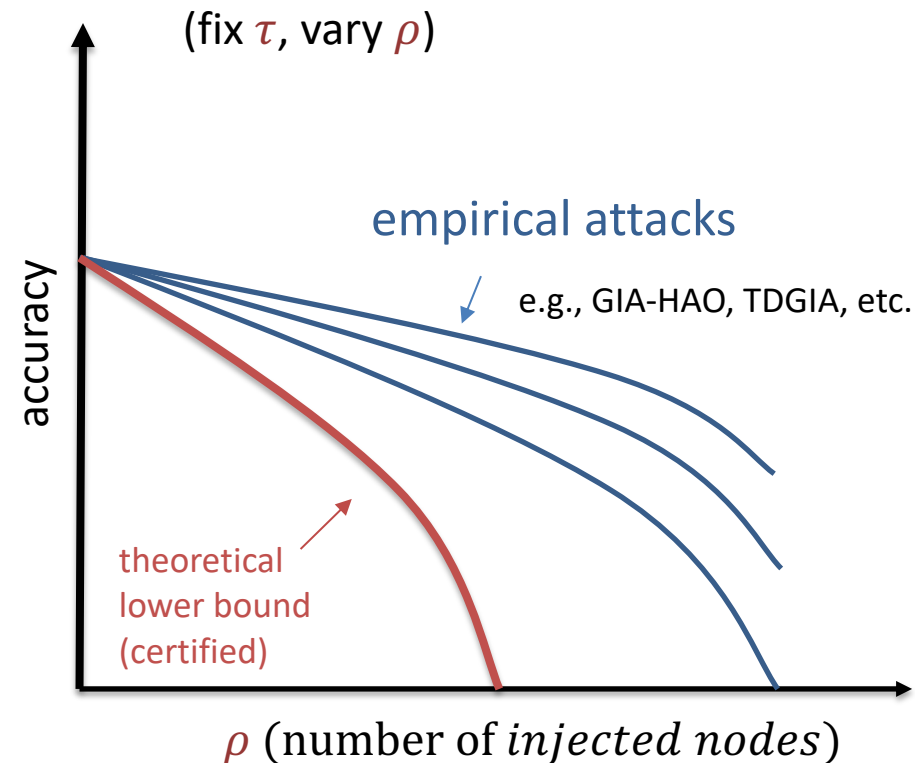 (fix τ, vary ρ)
empirical attacks
e.g., GIA-HAO, TDGIA, etc.
accuracy
theoretical
lower bound
(certified)
ρ (number of injected nodes)